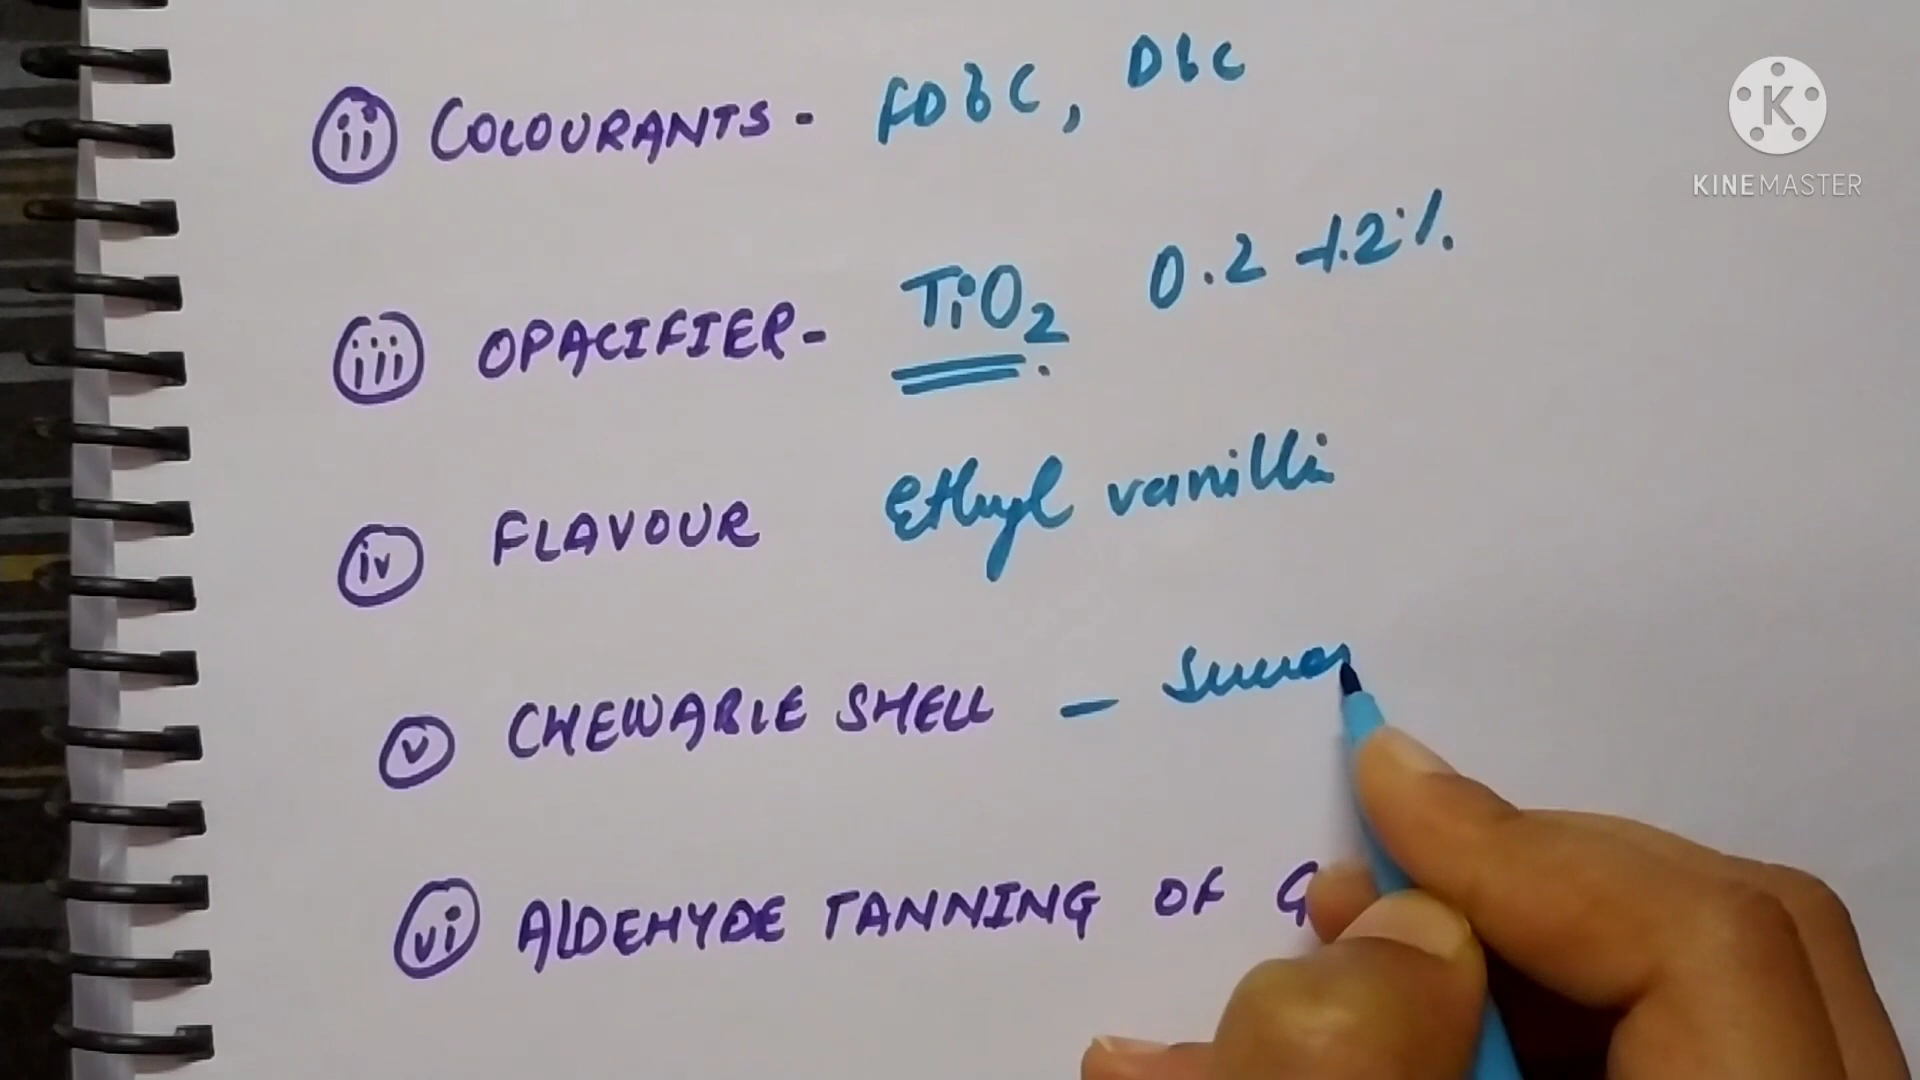 ii COLOURANTS - FD&C, D&C
iii OPACIFIER- TiO2. 0.2 -1.2%.
iv FLAVOUR Ethyl vanillin
v CHEWABLE SHELL -
vi ALDEHYDE TANNING OF G
K
KINEMASTER